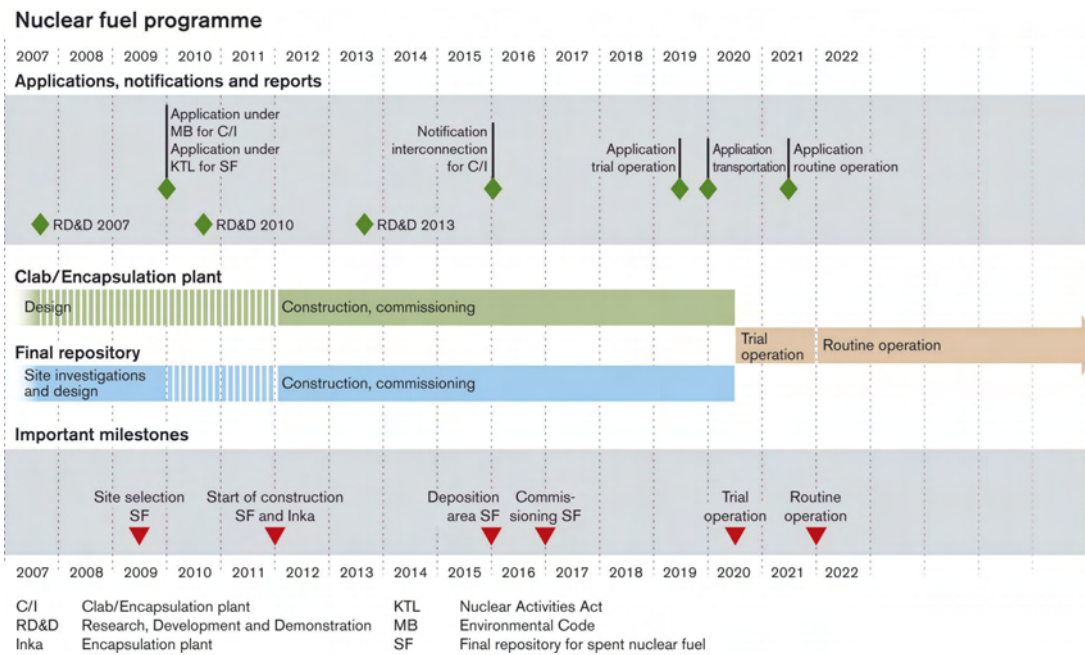 Nuclear fuel programme
2007 2008 2009 2010 2011 2012 2013 2014 2015 2016 2017 2018 2019 2020 2021 2022
Applications, notifications and reports
Application under
MB for C/I
Application under
KTL for SF
Notification
interconnection
for C/I
Application
trial operation
Application
transportation
Application
routine operation
RD&D 2007
RD&D 2010
RD&D 2013
Clab/Encapsulation plant
Design
Construction, commissioning
Trial
operation
Routine operation
Final repository
Site investigations
and design
Construction, commissioning
Important milestones
Site selection
SF
Start of construction
SF and Inka
Deposition
area SF
Commis-
sioning SF
Trial
operation
Routine
operation
2007 2008 2009 2010 2011 2012 2013 2014 2015 2016 2017 2018 2019 2020 2021 2022
C/I Clab/Encapsulation plant
RD&D Research, Development and Demonstration
Inka Encapsulation plant
KTL Nuclear Activities Act
MB Environmental Code
SF Final repository for spent nuclear fuel